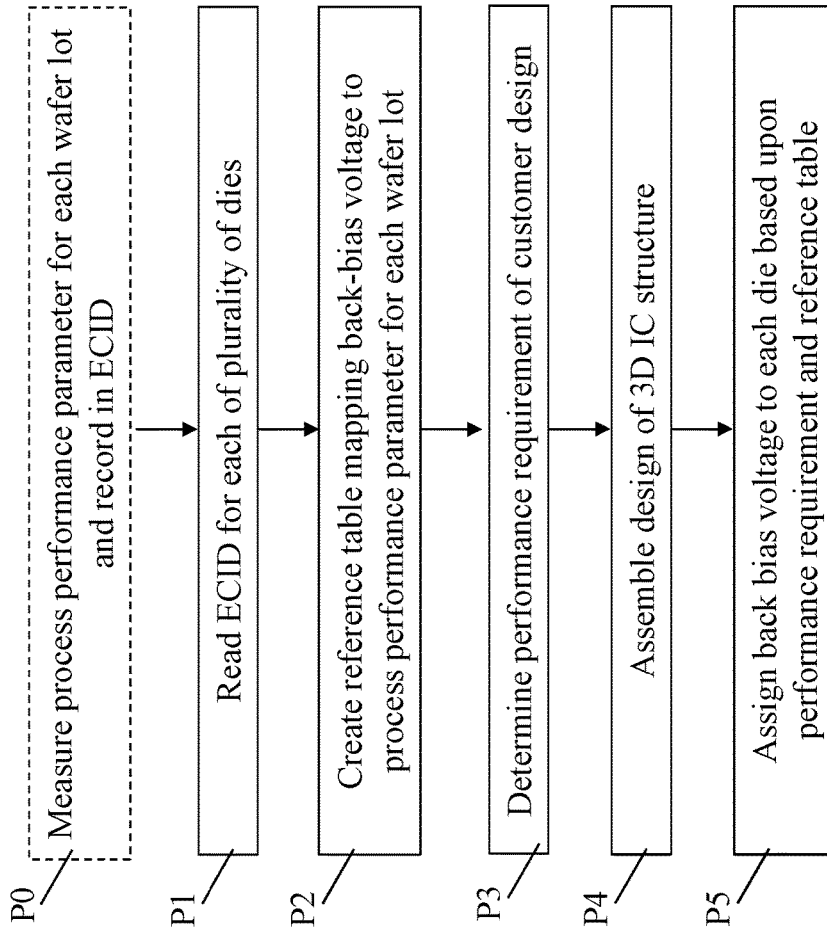 P0
Measure process performance parameter for each wafer lot
and record in ECID
P1
Read ECID for each of plurality of dies
P2
Create reference table mapping back-bias voltage to
process performance parameter for each wafer lot
P3
Determine performance requirement of customer design
P4
Assemble design of 3D IC structure
P5
Assign back bias voltage to each die based upon
performance requirement and reference table